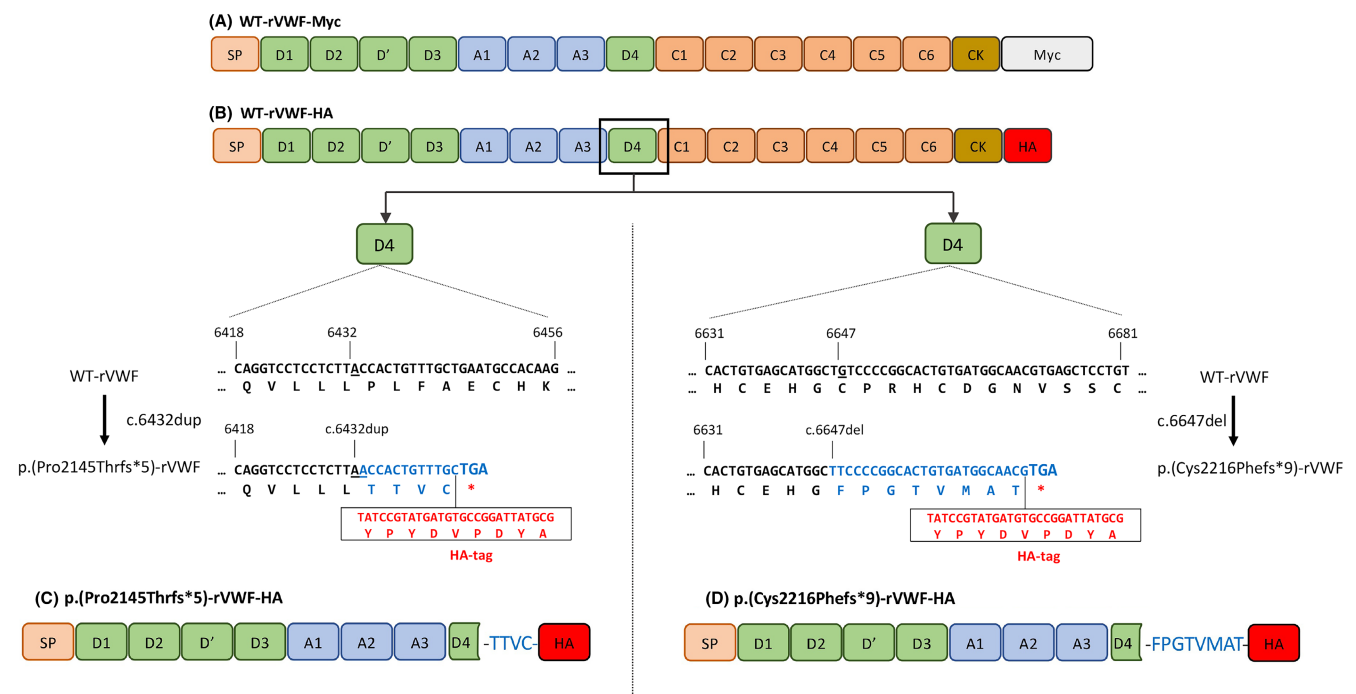 (A) WT-rVWF-Myc
SP D1 D2 D′ D3 A1 A2 A3 D4 C1 C2 C3 C4 C5 C6 CK Myc
(B) WT-rVWF-HA
SP D1 D2 D′ D3 A1 A2 A3 D4 C1 C2 C3 C4 C5 C6 CK HA
D4
6418 6432 6456
... CAGGTCCTCCTCTTACCACTGTTTGCTGAATGCCACAAG ...
... Q V L L L P L F A E C H K ...
WT-rVWF
c.6432dup
p.(Pro2145Thrfs*5)-rVWF
6418 c.6432dup
... CAGGTCCTCCTCTTAACCACTGTTTGCTGA
... Q V L L L T T V C *
TATCCGTATGATGTGCCGGATTATGCG
Y P Y D V P D Y A
HA-tag
(C) p.(Pro2145Thrfs*5)-rVWF-HA
SP D1 D2 D′ D3 A1 A2 A3 D4 -TTVC- HA
D4
6631 6647 6681
... CACTGTGAGCATGGCTGTCCCCGGCACTGTGATGGCAACGTGAGCTCCTGT ...
... H C E H G C P R H C D G N V S S C ...
WT-rVWF
c.6647del
p.(Cys2216Phefs*9)-rVWF
6631 c.6647del
... CACTGTGAGCATGGCTTCCCCGGCACTGTGATGGCAACGTGA
... H C E H G F P G T V M A T *
TATCCGTATGATGTGCCGGATTATGCG
Y P Y D V P D Y A
HA-tag
(D) p.(Cys2216Phefs*9)-rVWF-HA
SP D1 D2 D′ D3 A1 A2 A3 D4 -FPGTVMAT- HA